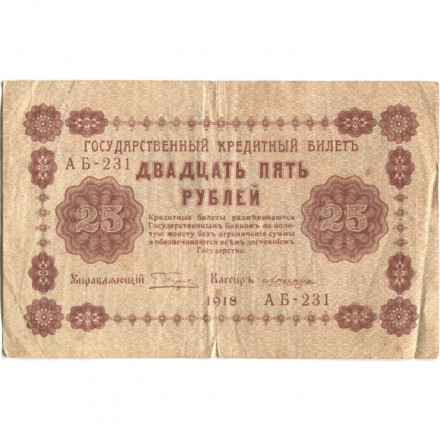 ГОСУДАРСТВЕННЫЙ КРЕДИТНЫЙ БИЛЕТЪ
АБ-231
ДВАДЦАТЬ ПЯТЬ
РУБЛЕЙ
25
25
Кредитные билеты размѣниваются
Государственнымъ Банкомъ на золо-
тую монету безъ ограниченія суммы
и обезпечиваются всѣмъ достояніемъ
Государства.
Управляющій
Кассиръ
1918
АБ-231